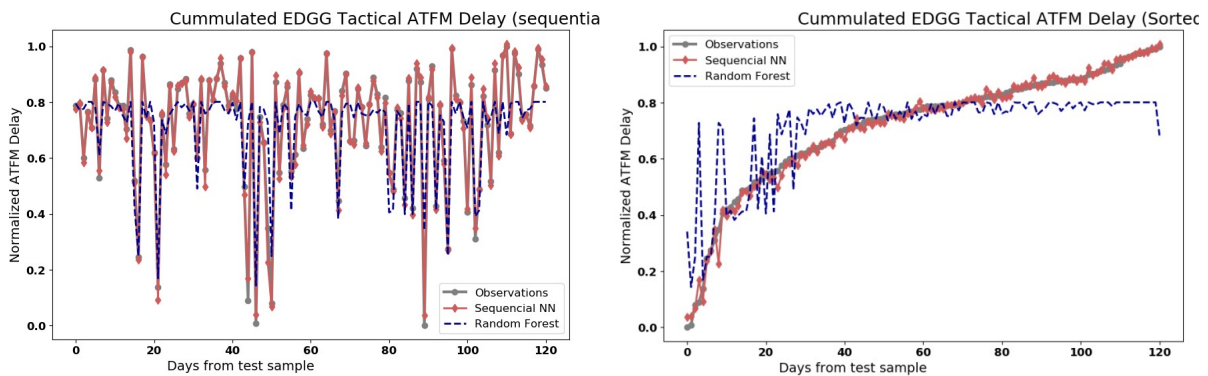 Cummulated EDGG Tactical ATFM Delay (sequentia
Normalized ATFM Delay
1.0
0.8
0.6
0.4
0.2
0.0
Observations
Sequencial NN
Random Forest
0 20 40 60 80 100 120
Days from test sample
Cummulated EDGG Tactical ATFM Delay (Sorted
Normalized ATFM Delay
Observations
Sequencial NN
Random Forest
1.0
0.8
0.6
0.4
0.2
0.0
0 20 40 60 80 100 120
Days from test sample